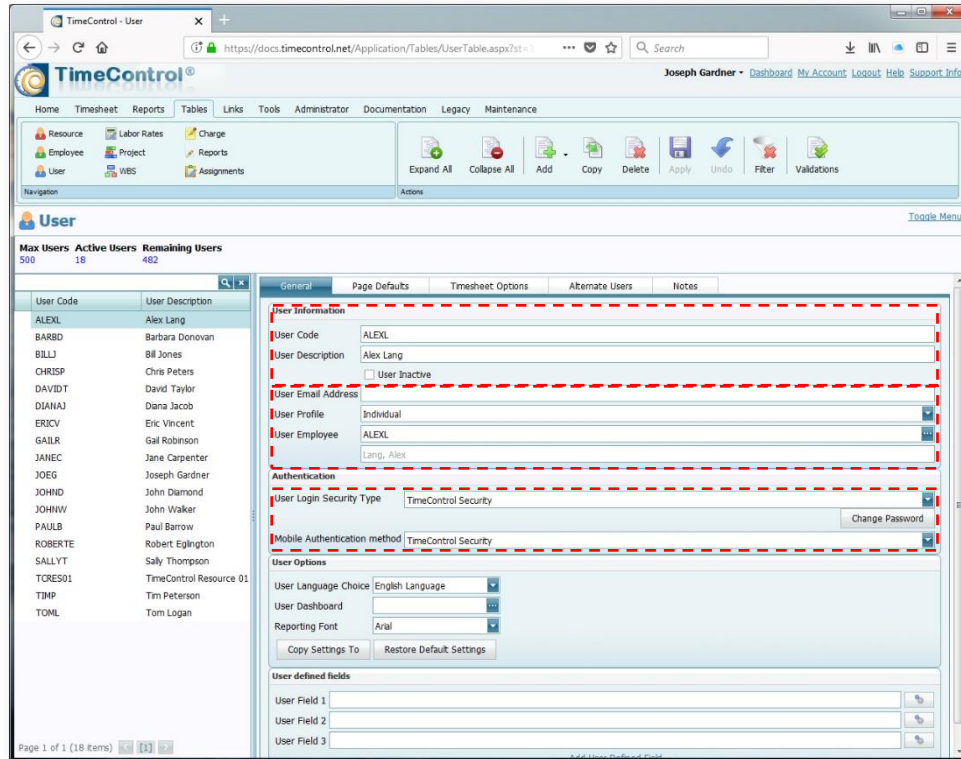 TimeControl - User
https://docs.timecontrol.net/Application/Tables/UserTable.aspx?st=
Search
TimeControl®
Joseph Gardner Dashboard My Account Logout Help Support Info
Home Timesheet Reports Tables Links Tools Administrator Documentation Legacy Maintenance
Resource Labor Rates Charge
Employee Project Reports
User WBS Assignments
Expand All Collapse All Add Copy Delete Apply Undo Filter Validations
Navigation Actions
User
Toggle Menu
Max Users Active Users Remaining Users
500 18 482
User Code User Description
ALEXL Alex Lang
BARBD Barbara Donovan
BILLJ Bill Jones
CHRISP Chris Peters
DAVIDT David Taylor
DIANAJ Diana Jacob
ERICV Eric Vincent
GAILR Gail Robinson
JANEC Jane Carpenter
JOEG Joseph Gardner
JOHND John Diamond
JOHNW John Walker
PAULB Paul Barrow
ROBERTE Robert Eglington
SALLYT Sally Thompson
TCRES01 TimeControl Resource 01
TIMP Tim Peterson
TOML Tom Logan
Page 1 of 1 (18 items) [1]
General Page Defaults Timesheet Options Alternate Users Notes
User Information
User Code ALEXL
User Description Alex Lang
User Inactive
User Email Address
User Profile Individual
User Employee ALEXL
Lang, Alex
Authentication
User Login Security Type TimeControl Security
Change Password
Mobile Authentication method TimeControl Security
User Options
User Language Choice English Language
User Dashboard
Reporting Font Arial
Copy Settings To Restore Default Settings
User defined fields
User Field 1
User Field 2
User Field 3
Add User Defined Field